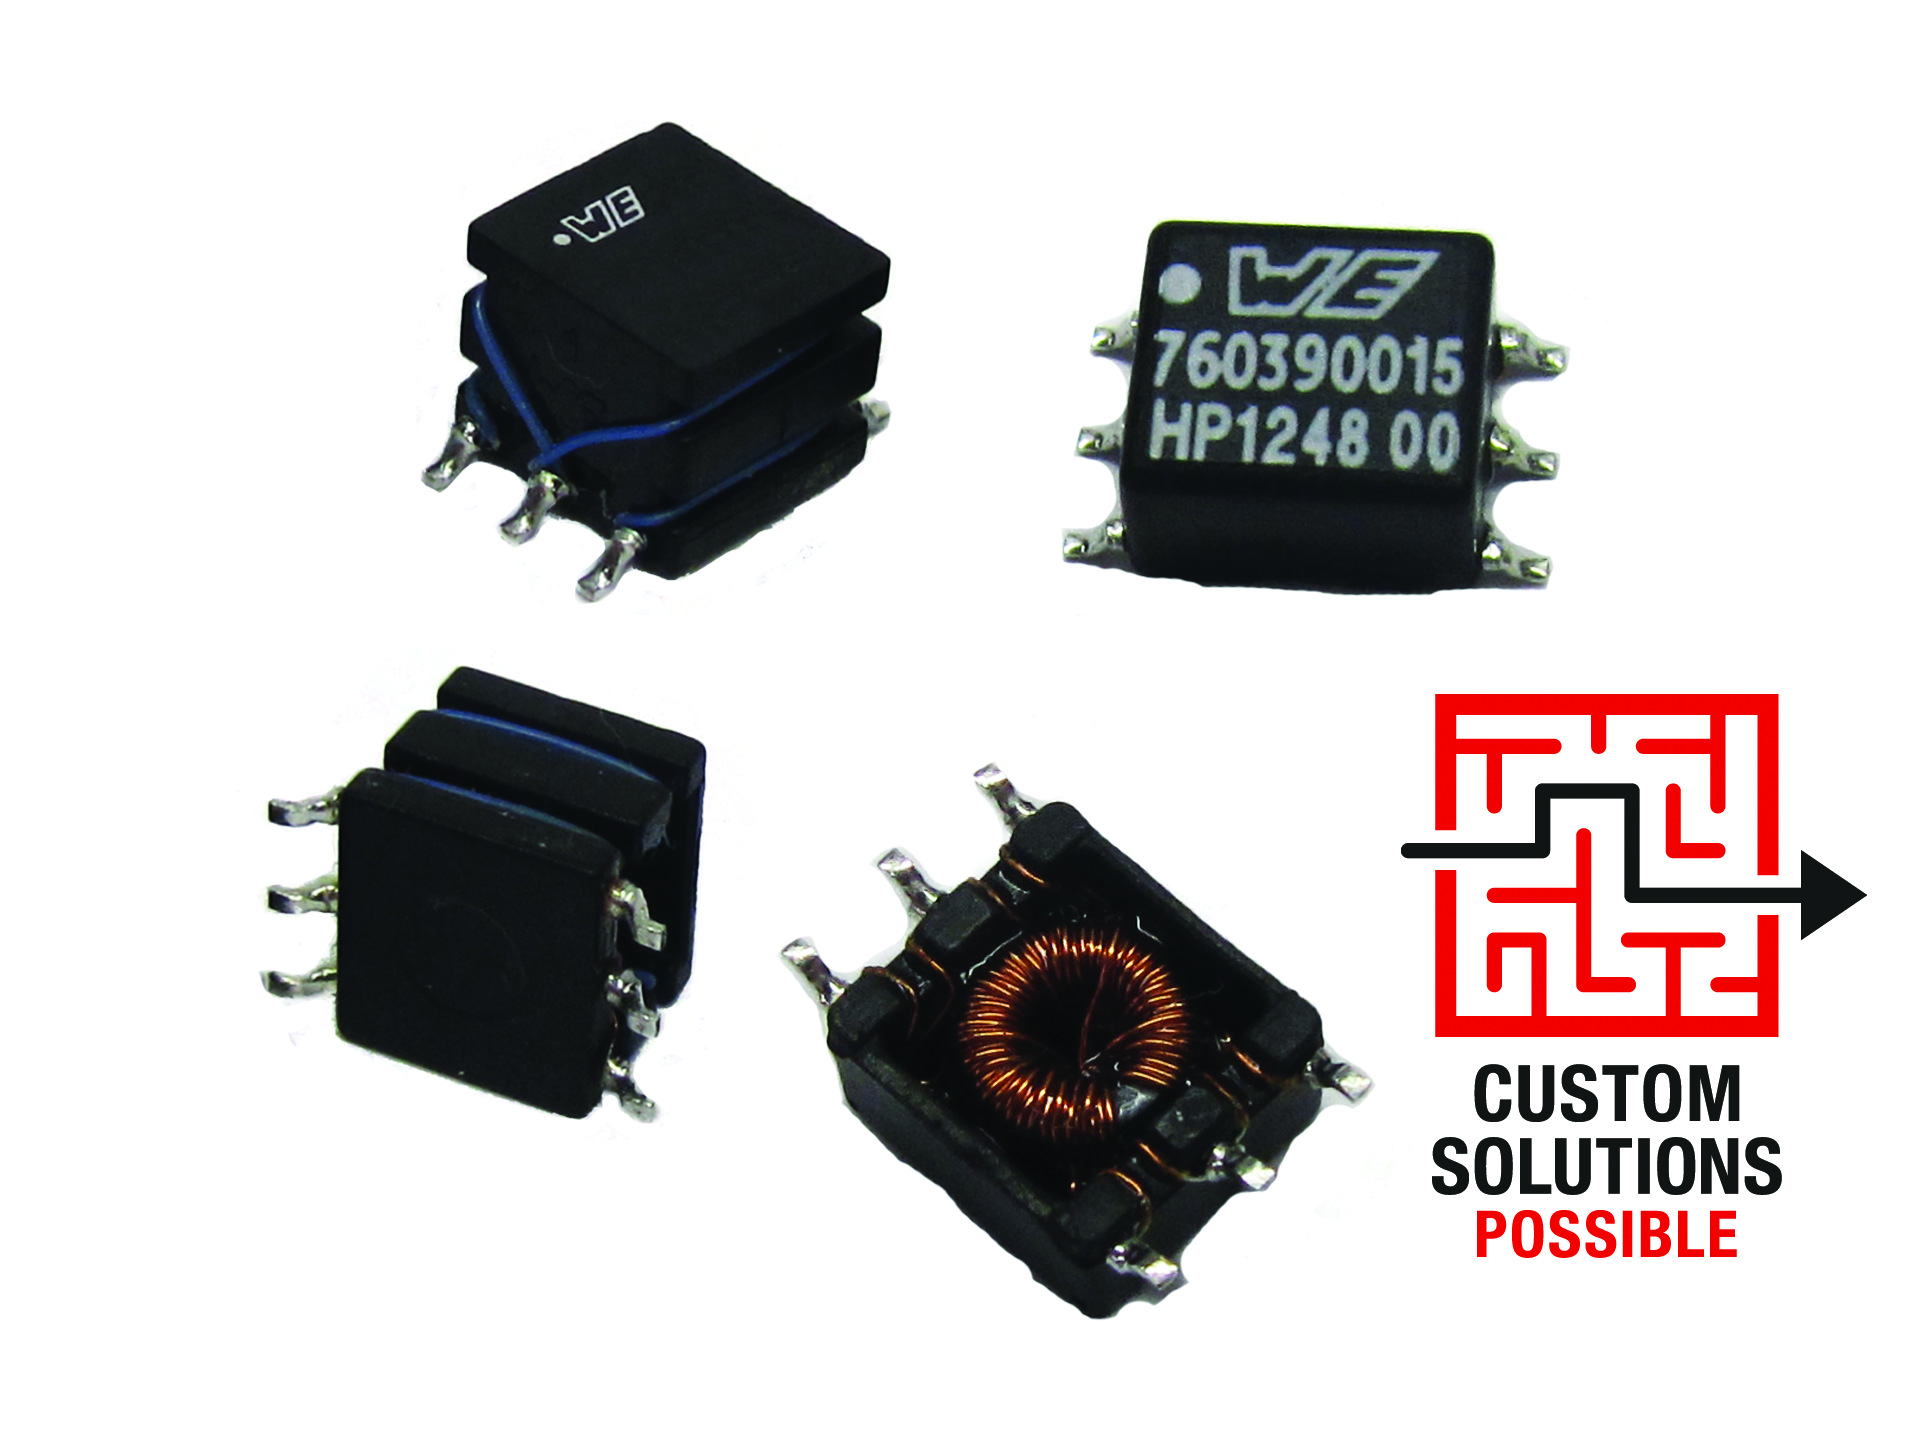 WE
WE
760390015
HP1248 00
CUSTOM
SOLUTIONS
POSSIBLE